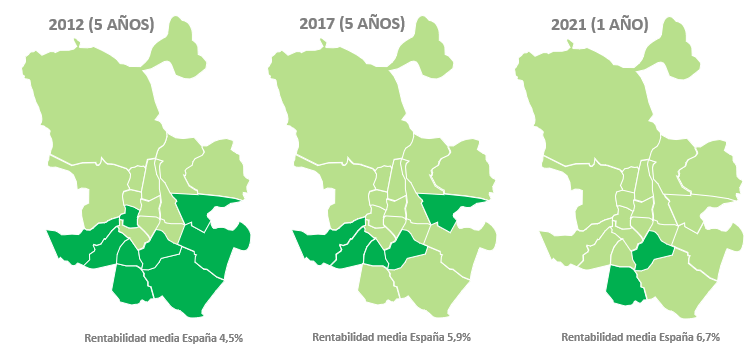 2012 (5 AÑOS)
2017 (5 AÑOS)
2021 (1 AÑO)
Rentabilidad media España 4,5%
Rentabilidad media España 5,9%
Rentabilidad media España 6,7%